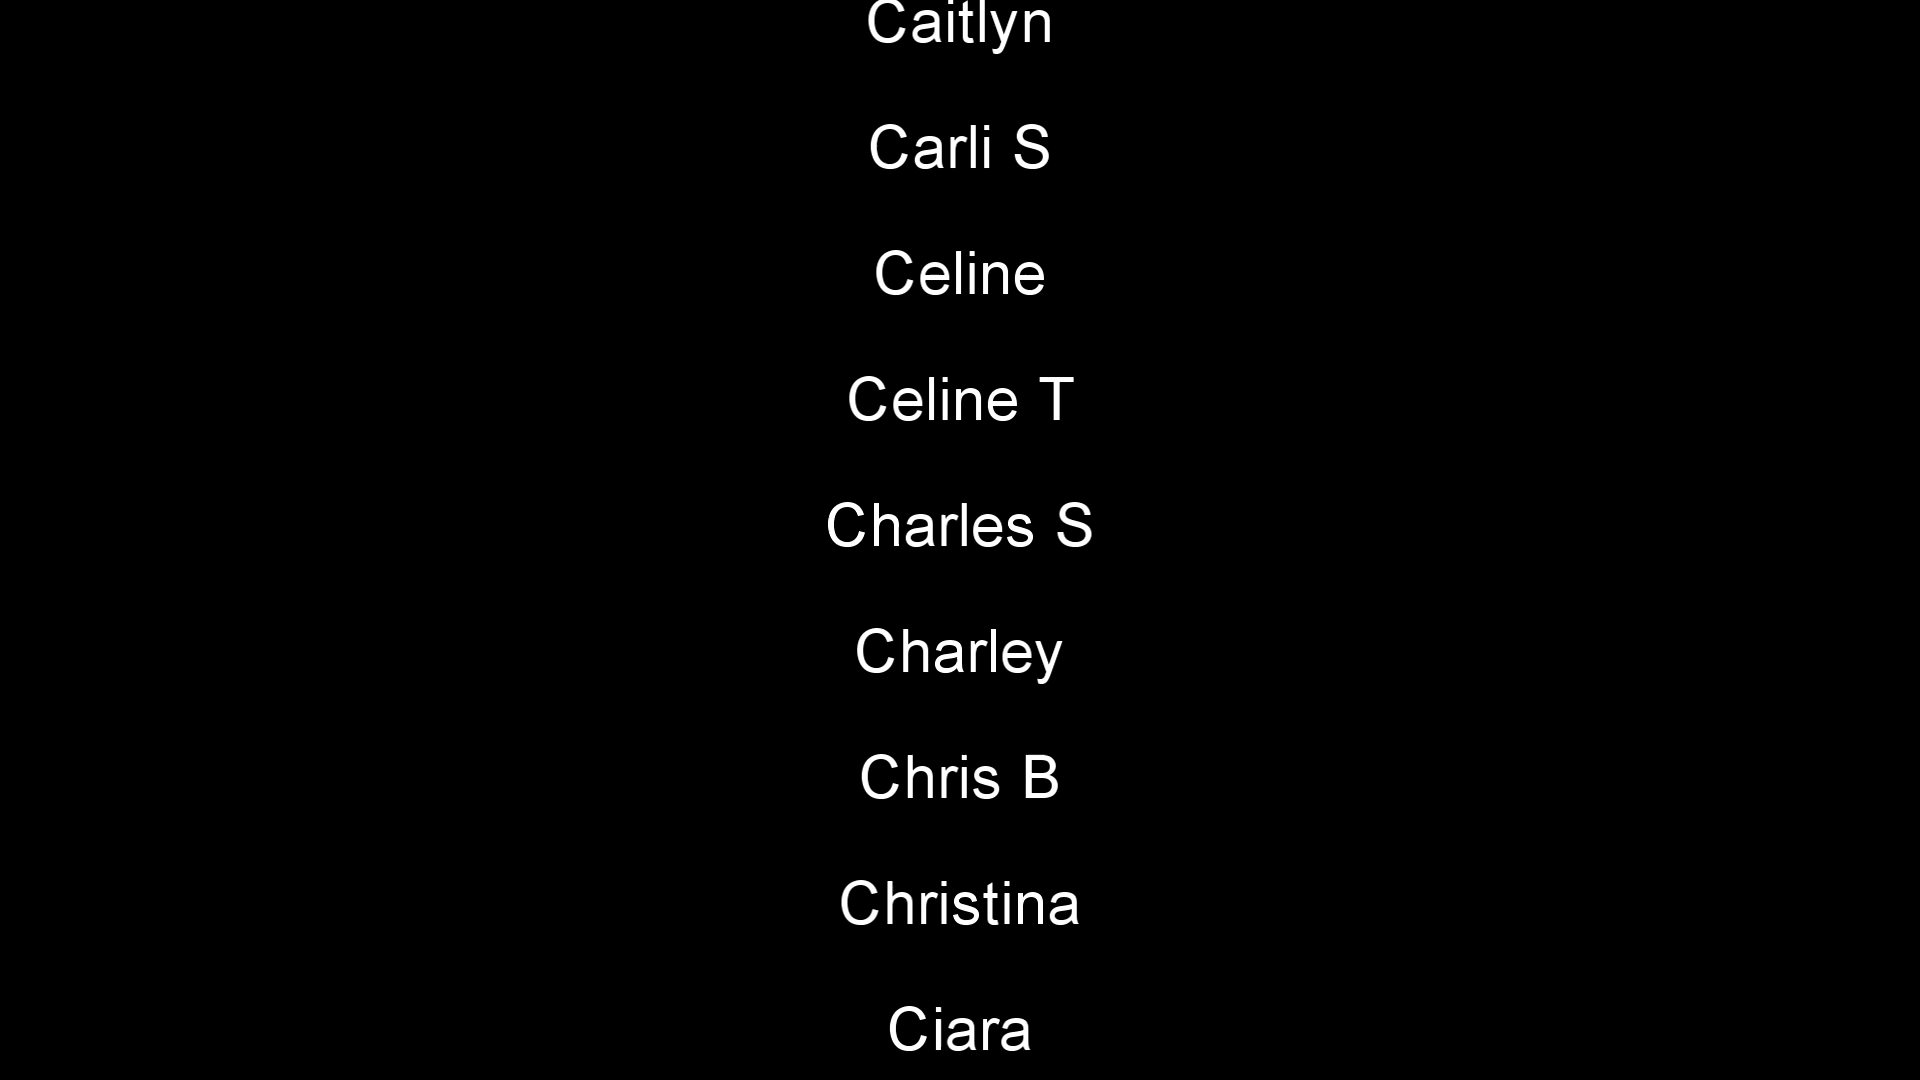 Caitlyn
Carli S
Celine
Celine T
Charles S
Charley
Chris B
Christina
Ciara